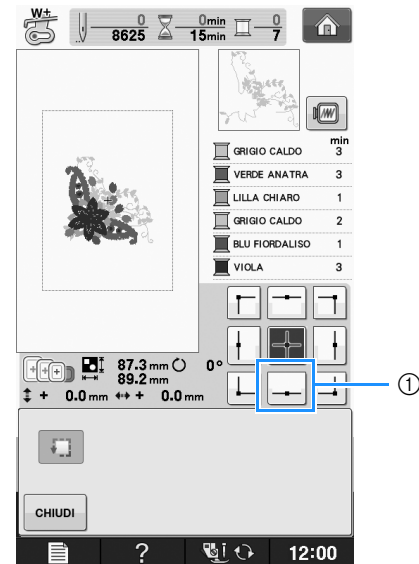 W+
0
8625
0min
15min
0
7
min
GRIGIO CALDO 3
VERDE ANATRA 3
LILLA CHIARO 1
GRIGIO CALDO 2
BLU FIORDALISO 1
VIOLA 3
87.3 mm 0°
89.2 mm
+ 0.0 mm + 0.0 mm
①
CHIUDI
? 12:00